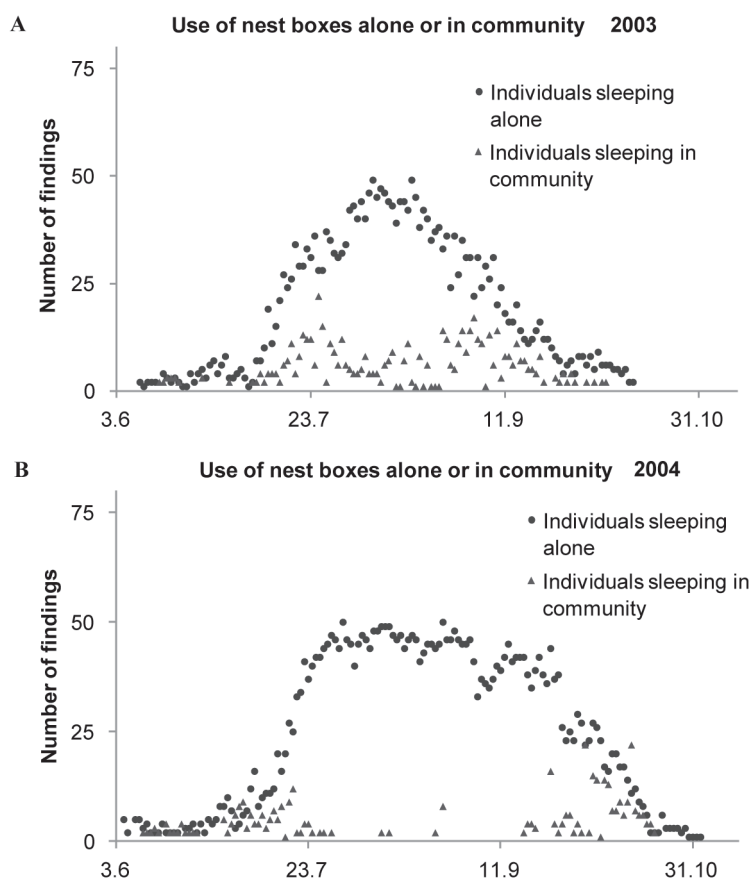 A
Use of nest boxes alone or in community 2003
75
50
25
0
Number of findings
Individuals sleeping
alone
Individuals sleeping in
community
3.6 23.7 11.9 31.10
B
Use of nest boxes alone or in community 2004
75
50
25
0
Number of findings
Individuals sleeping
alone
Individuals sleeping in
community
3.6 23.7 11.9 31.10